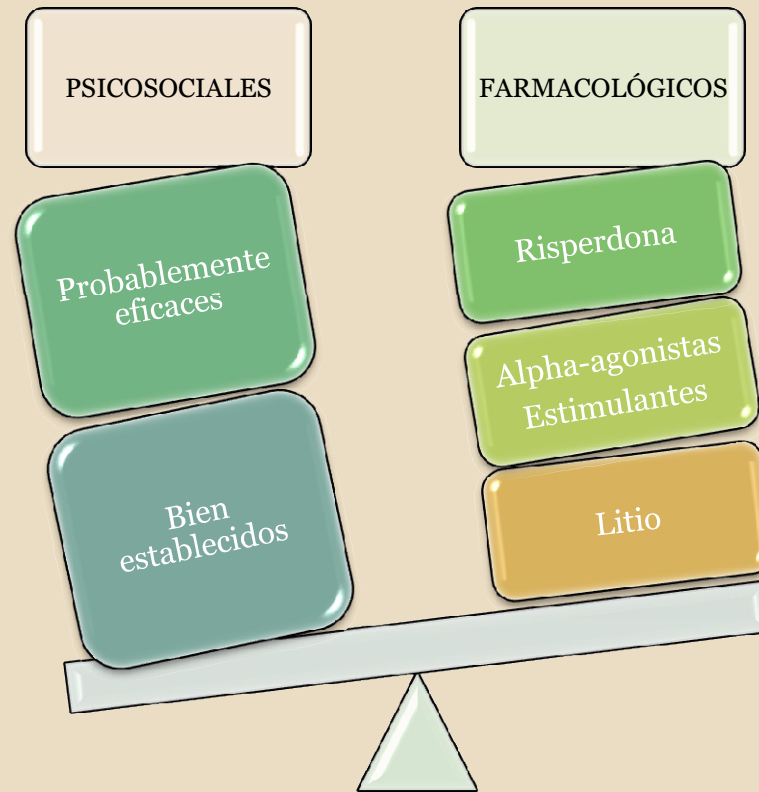 PSICOSOCIALES
FARMACOLÓGICOS
Probablemente
eficaces
Bien
establecidos
Risperdona
Alpha-agonistas
Estimulantes
Litio